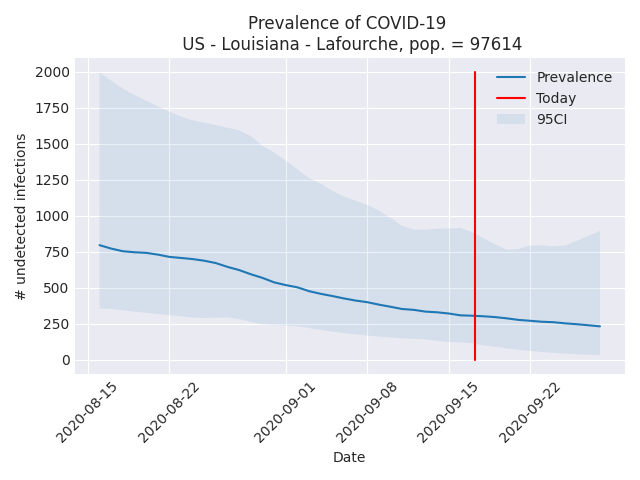 Prevalence of COVID-19
US - Louisiana - Lafourche, pop. = 97614
Prevalence
Today
95CI
2000
1750
1500
1250
1000
750
500
250
0
# undetected infections
2020-08-15
2020-08-22
2020-09-01
2020-09-08
2020-09-15
2020-09-22
Date